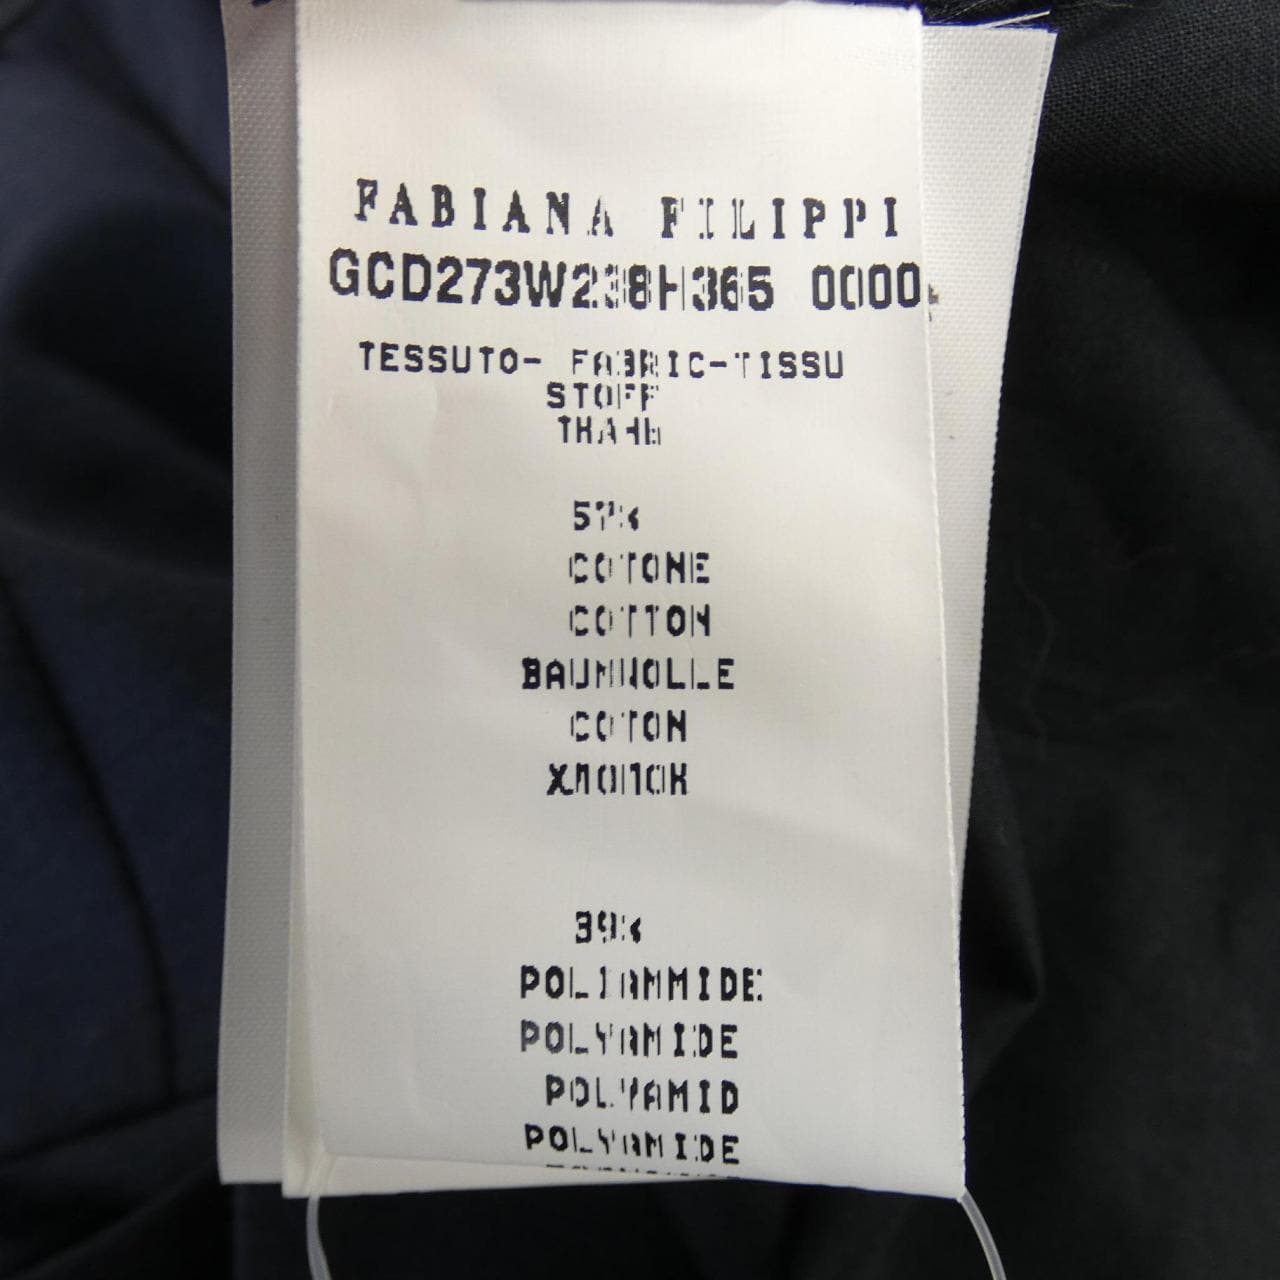 FABIANA FILIPPI
GCD273W238H365 0000
TESSUTO- FABRIC-TISSU
STOFF
ТКАНЬ
57%
COTONE
COTTON
BAUMWOLLE
COTON
ХЛОПОК
39%
POLIAMMIDE
POLYAMIDE
POLYAMID
POLYAMIDE